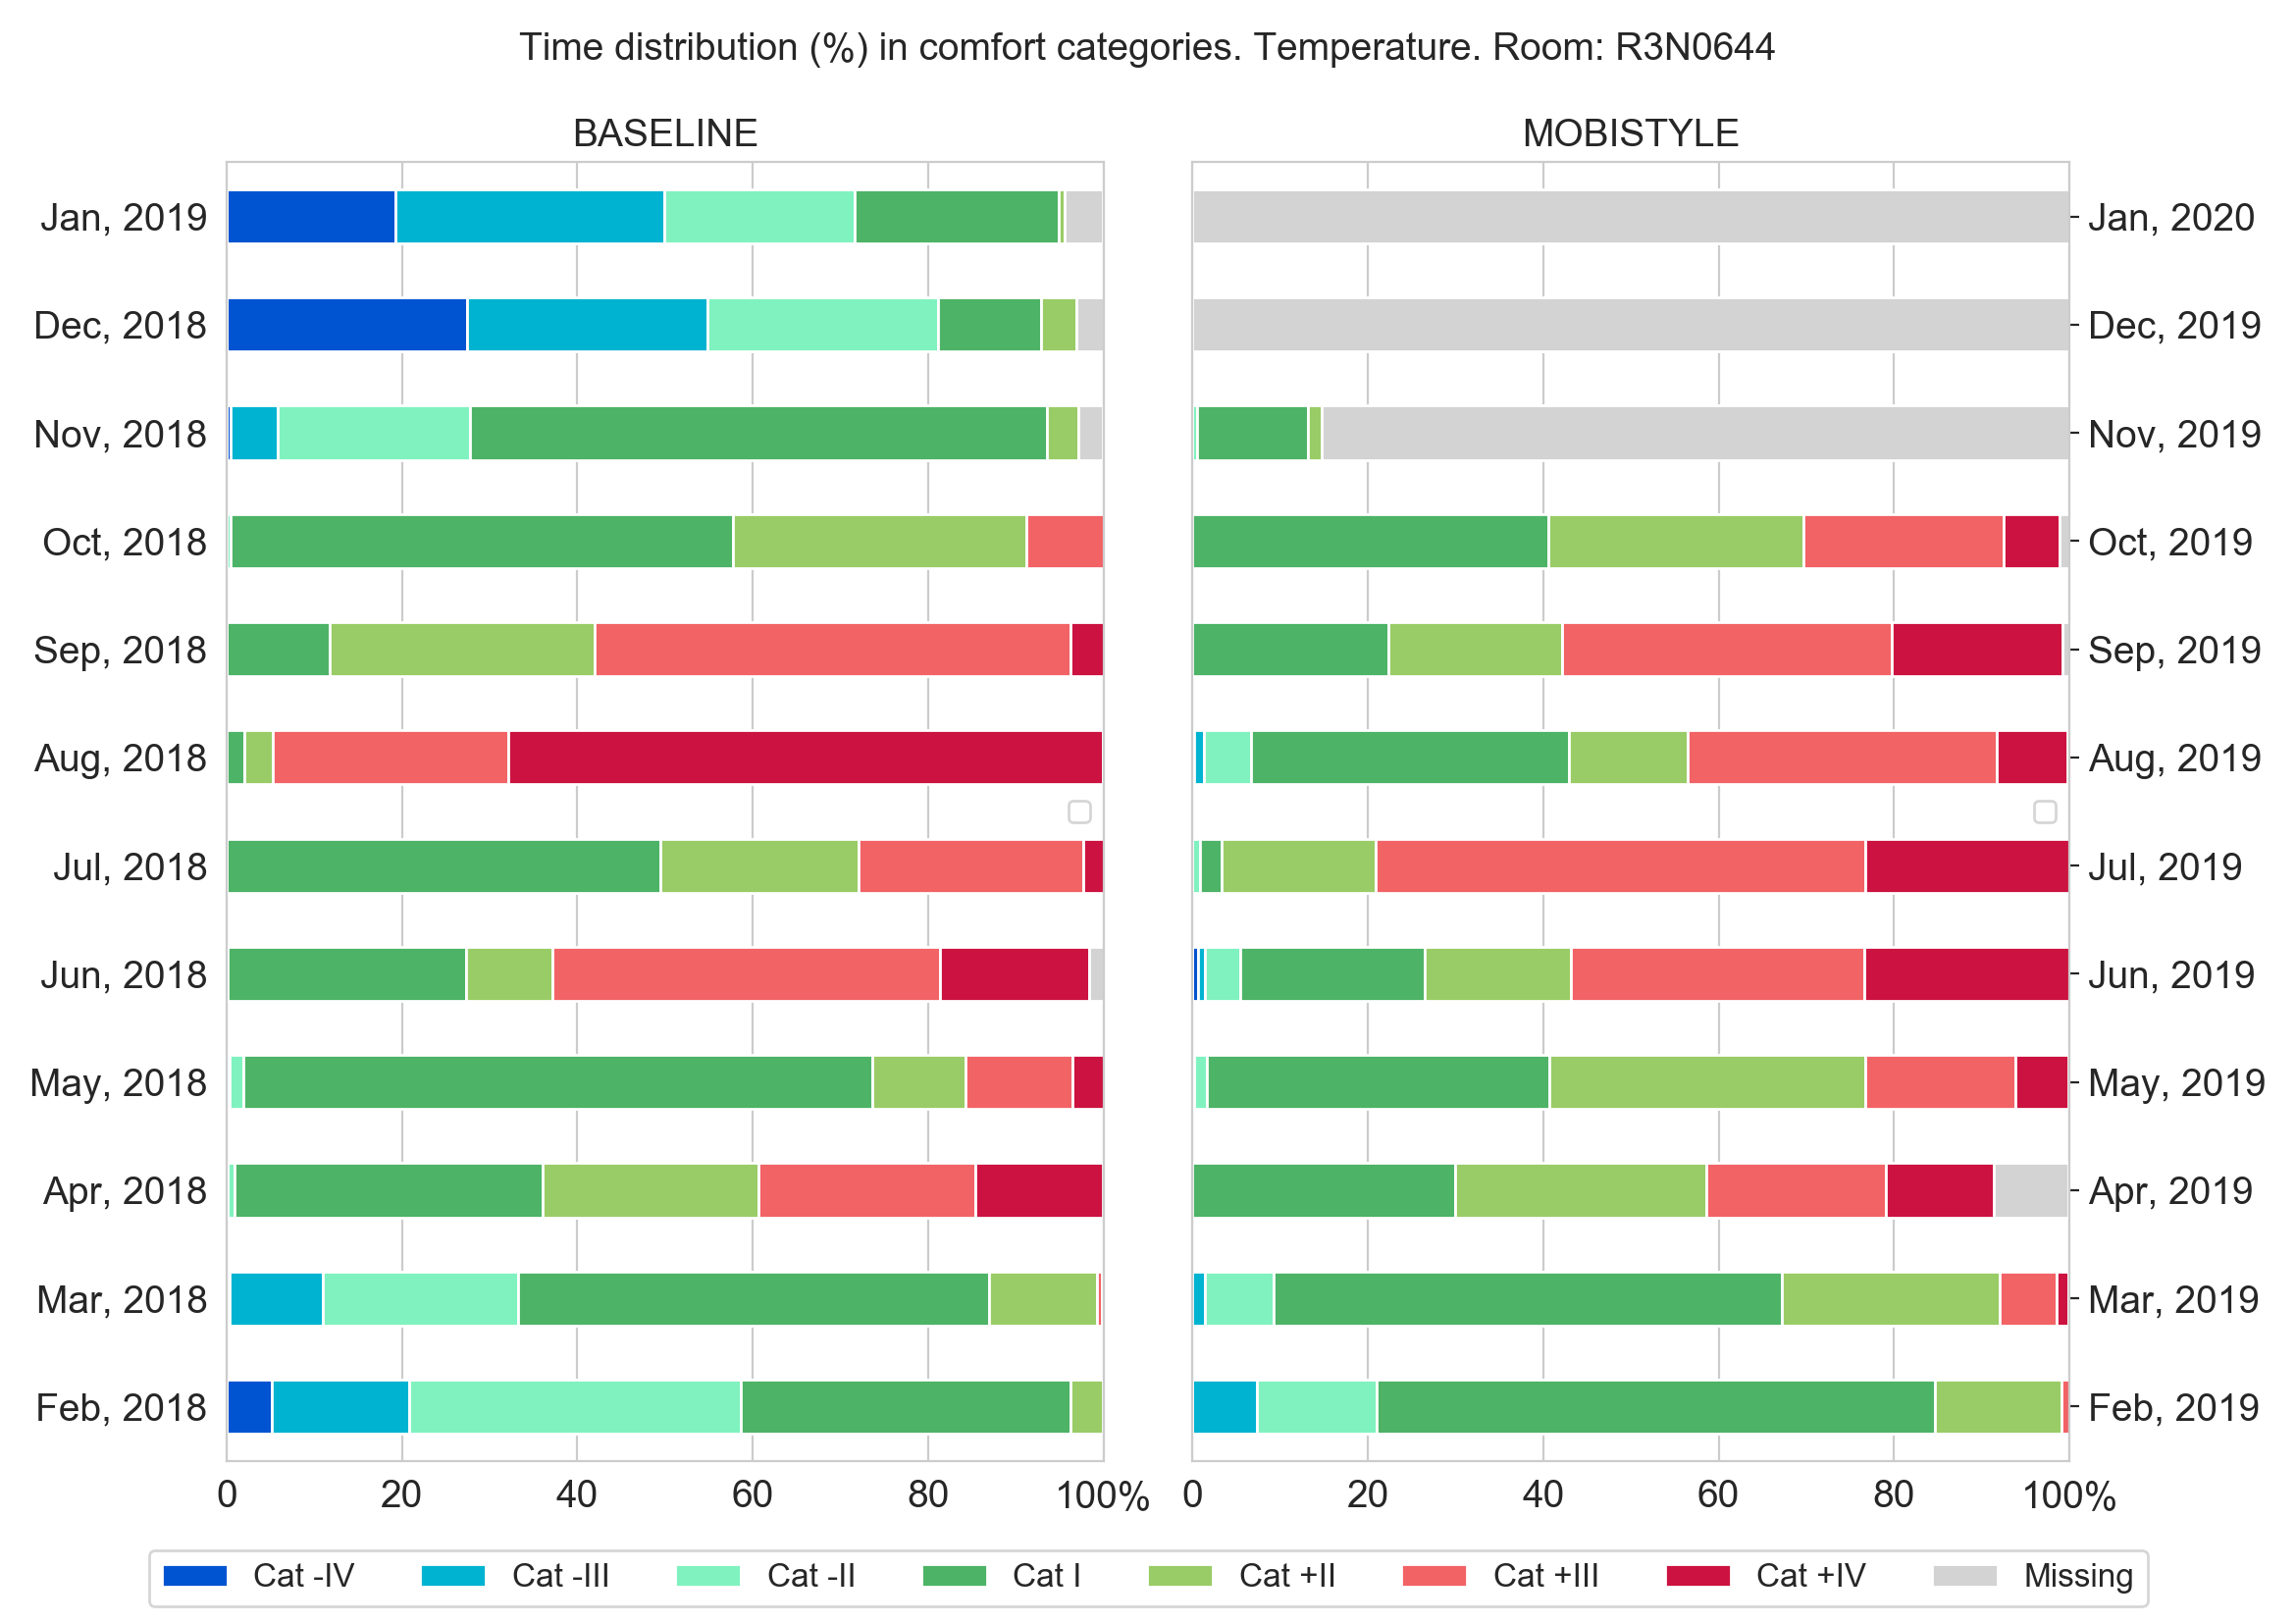 Time distribution (%) in comfort categories. Temperature. Room: R3N0644
BASELINE
MOBISTYLE
Jan, 2019
Jan, 2020
Dec, 2018
Dec, 2019
Nov, 2018
Nov, 2019
Oct, 2018
Oct, 2019
Sep, 2018
Sep, 2019
Aug, 2018
Aug, 2019
Jul, 2018
Jul, 2019
Jun, 2018
Jun, 2019
May, 2018
May, 2019
Apr, 2018
Apr, 2019
Mar, 2018
Mar, 2019
Feb, 2018
Feb, 2019
0 20 40 60 80 100%
0 20 40 60 80 100%
Cat -IV Cat -III Cat -II Cat I Cat +II Cat +III Cat +IV Missing